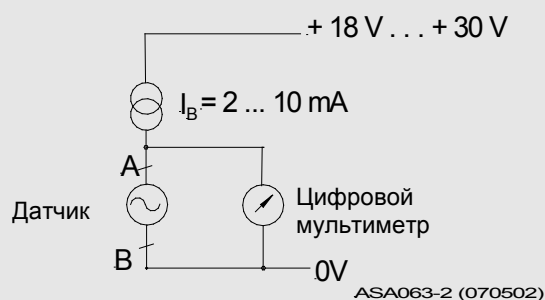 + 18 V . . . + 30 V
I_B = 2 ... 10 mA
A
Датчик
Цифровой
мультиметр
B
0V
ASA063-2 (070502)